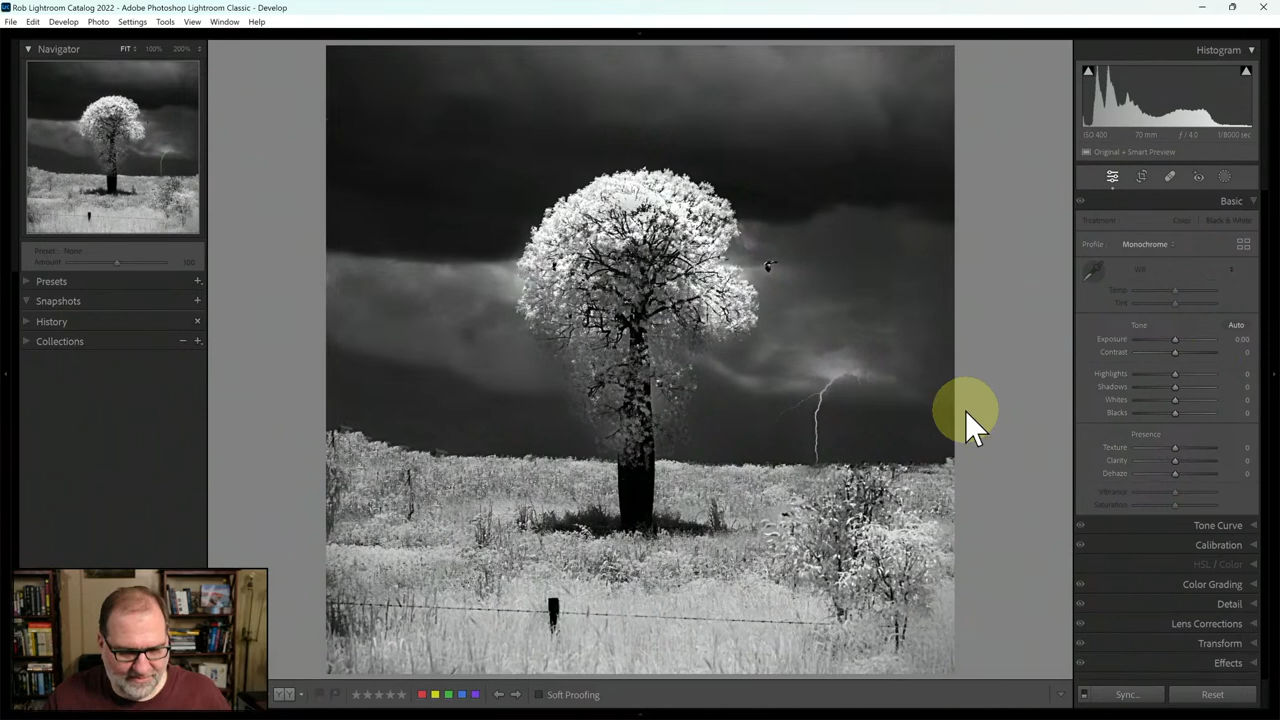 Rob Lightroom Catalog 2022 - Adobe Photoshop Lightroom Classic - Develop
File Edit Develop Photo Settings Tools View Window Help
Navigator FIT 100% 200%
Preset: None
Amount 100
Presets
Snapshots
History
Collections
Soft Proofing
Histogram
ISO 400 70 mm ƒ / 4.0 1/8000 sec
Original + Smart Preview
Basic
Treatment: Color Black & White
Profile Monochrome
WB
Temp
Tint
Tone Auto
Exposure 0.00
Contrast 0
Highlights 0
Shadows 0
Whites 0
Blacks 0
Presence
Texture 0
Clarity 0
Dehaze 0
Vibrance
Saturation
Tone Curve
Calibration
HSL / Color
Color Grading
Detail
Lens Corrections
Transform
Effects
Sync... Reset